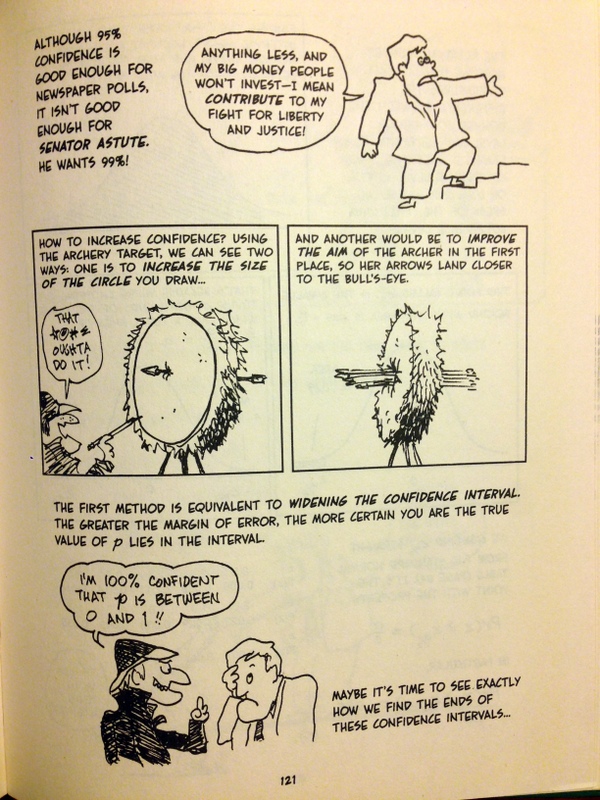 ALTHOUGH 95%
CONFIDENCE IS
GOOD ENOUGH FOR
NEWSPAPER POLLS,
IT ISN'T GOOD
ENOUGH FOR
SENATOR ASTUTE.
HE WANTS 99%!
ANYTHING LESS, AND
MY BIG MONEY PEOPLE
WON'T INVEST—I MEAN
CONTRIBUTE TO MY
FIGHT FOR LIBERTY
AND JUSTICE!
HOW TO INCREASE CONFIDENCE? USING
THE ARCHERY TARGET, WE CAN SEE TWO
WAYS: ONE IS TO INCREASE THE SIZE
OF THE CIRCLE YOU DRAW...
THAT
*@#*
OUGHTA
DO IT!
AND ANOTHER WOULD BE TO IMPROVE
THE AIM OF THE ARCHER IN THE FIRST
PLACE, SO HER ARROWS LAND CLOSER
TO THE BULL'S-EYE.
THE FIRST METHOD IS EQUIVALENT TO WIDENING THE CONFIDENCE INTERVAL.
THE GREATER THE MARGIN OF ERROR, THE MORE CERTAIN YOU ARE THE TRUE
VALUE OF p LIES IN THE INTERVAL.
I'M 100% CONFIDENT
THAT p IS BETWEEN
0 AND 1!!
MAYBE IT'S TIME TO SEE EXACTLY
HOW WE FIND THE ENDS OF
THESE CONFIDENCE INTERVALS...
121